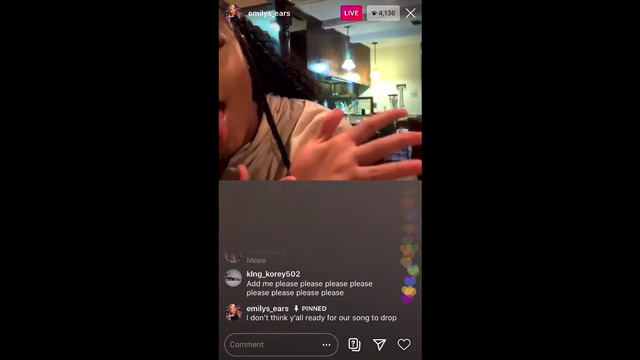 emilys_ears
LIVE
4,136
Meee
klng_korey502
Add me please please please please
please please please please
emilys_ears PINNED
I don't think y'all ready for our song to drop
Comment